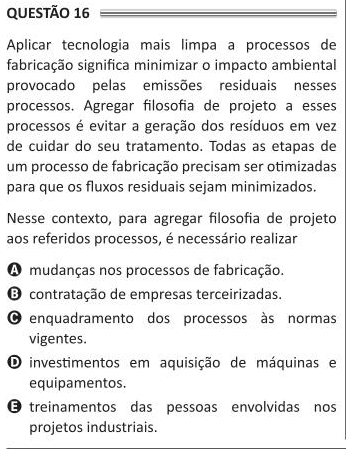 QUESTÃO 16
Aplicar tecnologia mais limpa a processos de
fabricação significa minimizar o impacto ambiental
provocado pelas emissões residuais nesses
processos. Agregar filosofia de projeto a esses
processos é evitar a geração dos resíduos em vez
de cuidar do seu tratamento. Todas as etapas de
um processo de fabricação precisam ser otimizadas
para que os fluxos residuais sejam minimizados.
Nesse contexto, para agregar filosofia de projeto
aos referidos processos, é necessário realizar
A mudanças nos processos de fabricação.
B contratação de empresas terceirizadas.
C enquadramento dos processos às normas
vigentes.
D investimentos em aquisição de máquinas e
equipamentos.
E treinamentos das pessoas envolvidas nos
projetos industriais.